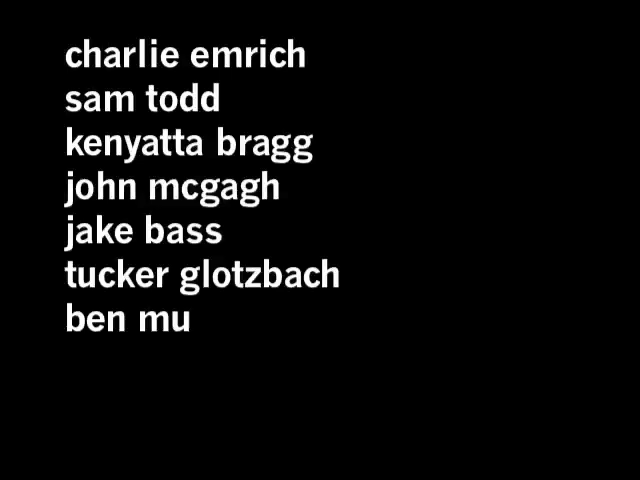 charlie emrich
sam todd
kenyatta bragg
john mcgagh
jake bass
tucker glotzbach
ben mu